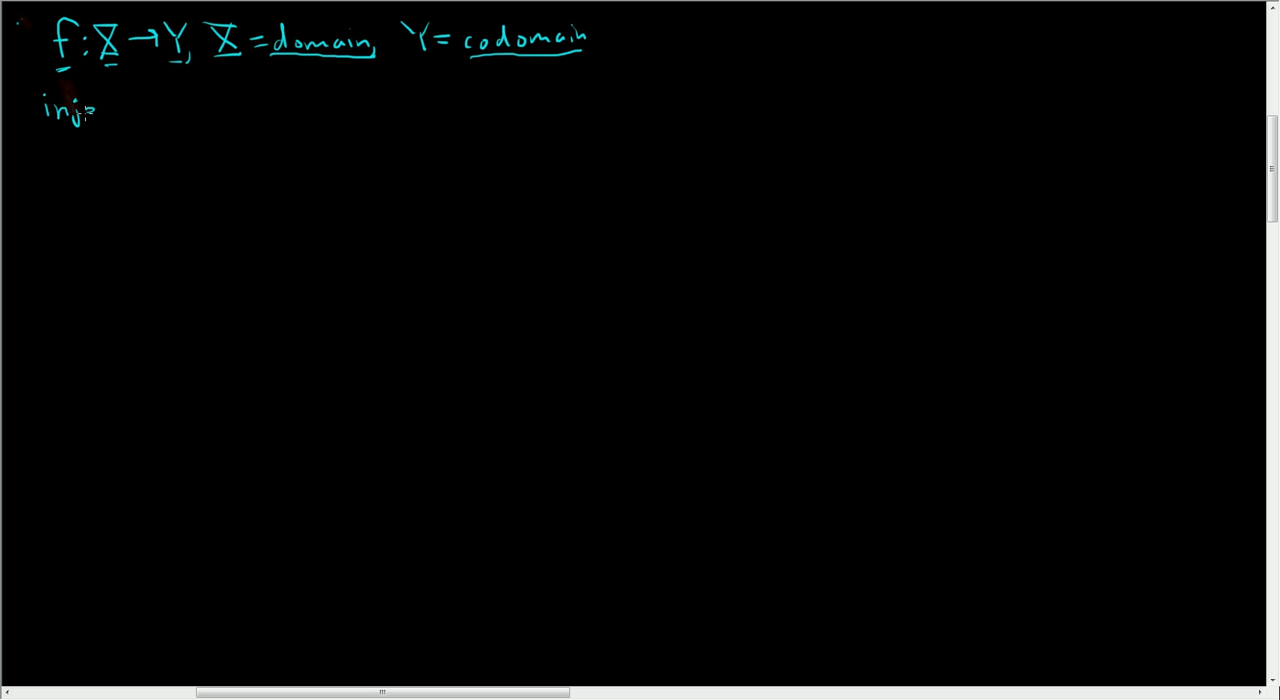 f: X → Y, X = domain, Y = codomain
inj